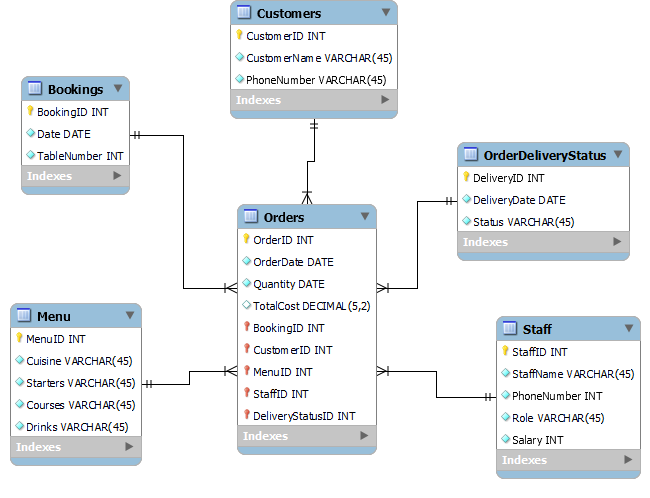 Customers
CustomerID INT
CustomerName VARCHAR(45)
PhoneNumber VARCHAR(45)
Indexes
Bookings
BookingID INT
Date DATE
TableNumber INT
Indexes
OrderDeliveryStatus
DeliveryID INT
DeliveryDate DATE
Status VARCHAR(45)
Indexes
Orders
OrderID INT
OrderDate DATE
Quantity DATE
TotalCost DECIMAL(5,2)
BookingID INT
CustomerID INT
MenuID INT
StaffID INT
DeliveryStatusID INT
Indexes
Menu
MenuID INT
Cuisine VARCHAR(45)
Starters VARCHAR(45)
Courses VARCHAR(45)
Drinks VARCHAR(45)
Indexes
Staff
StaffID INT
StaffName VARCHAR(45)
PhoneNumber INT
Role VARCHAR(45)
Salary INT
Indexes